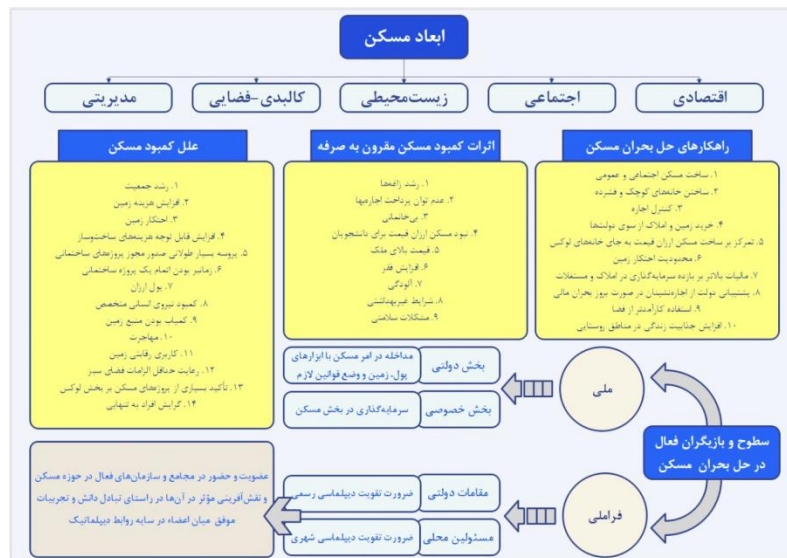 ابعاد مسکن
اقتصادی
اجتماعی
زیست‌محیطی
کالبدی-فضایی
مدیریتی
راهکارهای حل بحران مسکن
۱. ساخت مسکن اجتماعی و عمومی
۲. ساختن خانه‌های کوچک و فشرده
۳. کنترل اجاره
۴. خرید زمین و املاک از سوی دولت‌ها
۵. تمرکز بر ساخت مسکن ارزان قیمت به جای خانه‌های لوکس
۶. محدودیت احتکار زمین
۷. مالیات بالاتر بر بازده سرمایه‌گذاری در املاک و مستغلات
۸. پشتیبانی دولت از اجاره‌نشینان در صورت بروز بحران مالی
۹. استفاده کارآمدتر از فضا
۱۰. افزایش جذابیت زندگی در مناطق روستایی
اثرات کمبود مسکن مقرون به صرفه
۱. رشد زاغه‌ها
۲. عدم توان پرداخت اجاره‌بها
۳. بی‌خانمانی
۴. نبود مسکن ارزان قیمت برای دانشجویان
۵. قیمت بالای ملک
۶. افزایش فقر
۷. آلودگی
۸. شرایط غیربهداشتی
۹. مشکلات سلامتی
علل کمبود مسکن
۱. رشد جمعیت
۲. افزایش هزینه زمین
۳. احتکار زمین
۴. افزایش قابل توجه هزینه‌های ساخت‌وساز
۵. پروسه بسیار طولانی صدور مجوز پروژه‌های ساختمانی
۶. زمانبر بودن اتمام یک پروژه ساختمانی
۷. پول ارزان
۸. کمبود نیروی انسانی متخصص
۹. کمیاب بودن منبع زمین
۱۰. مهاجرت
۱۱. کاربری رقابتی زمین
۱۲. رعایت حداقل الزامات فضای سبز
۱۳. تأکید بسیاری از پروژه‌های مسکن بر بخش لوکس
۱۴. گرایش افراد به تنهایی
سطوح و بازیگران فعال
در حل بحران مسکن
ملی
بخش دولتی
مداخله در امر مسکن با ابزارهای
پول، زمین و وضع قوانین لازم
بخش خصوصی
سرمایه‌گذاری در بخش مسکن
فراملی
مقامات دولتی
ضرورت تقویت دیپلماسی رسمی
مسئولین محلی
ضرورت تقویت دیپلماسی شهری
عضویت و حضور در مجامع و سازمان‌های فعال در حوزه مسکن
و نقش‌آفرینی مؤثر در آن‌ها در راستای تبادل دانش و تجربیات
موفق میان اعضاء در سایه روابط دیپلماتیک